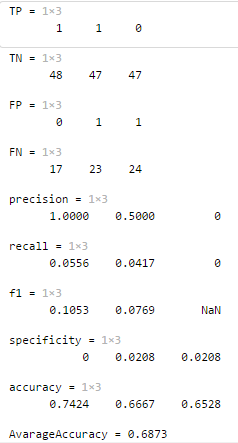 TP = 1×3
1 1 0
TN = 1×3
48 47 47
FP = 1×3
0 1 1
FN = 1×3
17 23 24
precision = 1×3
1.0000 0.5000 0
recall = 1×3
0.0556 0.0417 0
f1 = 1×3
0.1053 0.0769 NaN
specificity = 1×3
0 0.0208 0.0208
accuracy = 1×3
0.7424 0.6667 0.6528
AvarageAccuracy = 0.6873